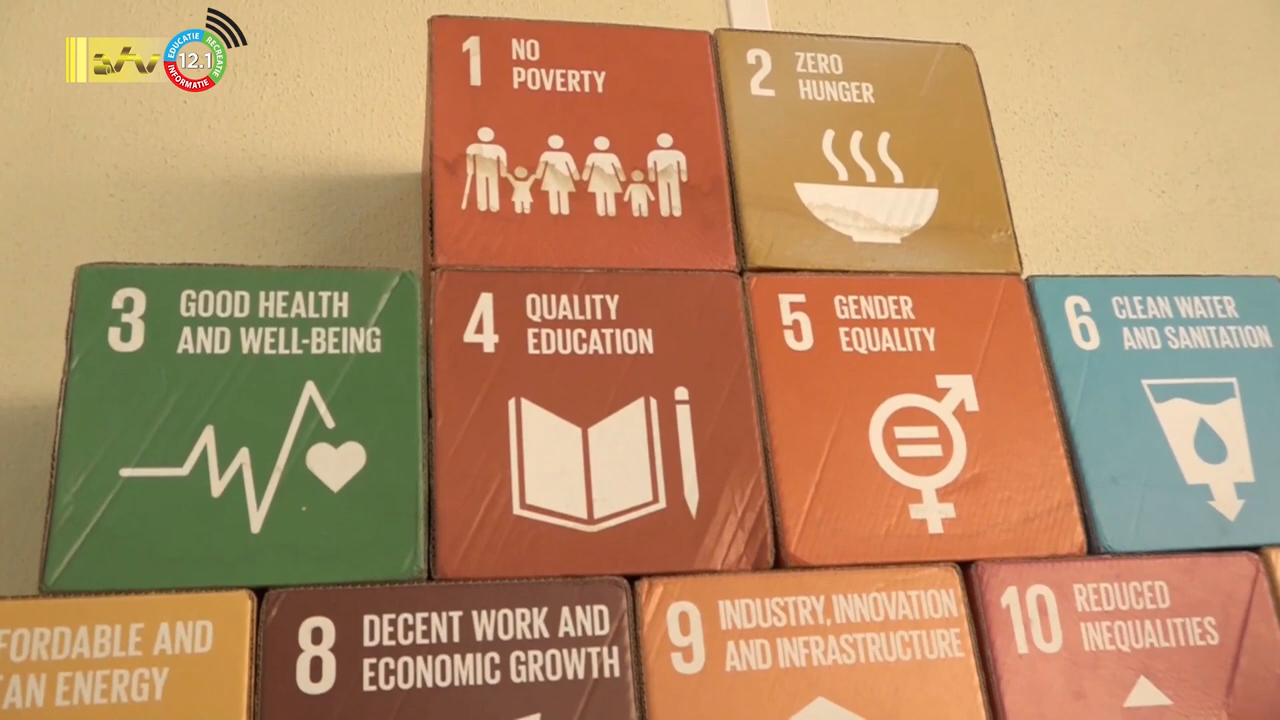 stv
EDUCATIE
RECREATIE
INFORMATIE
12.1
1 NO
POVERTY
2 ZERO
HUNGER
3 GOOD HEALTH
AND WELL-BEING
4 QUALITY
EDUCATION
5 GENDER
EQUALITY
6 CLEAN WATER
AND SANITATION
FORDABLE AND
AN ENERGY
8 DECENT WORK AND
ECONOMIC GROWTH
9 INDUSTRY, INNOVATION
AND INFRASTRUCTURE
10 REDUCED
INEQUALITIES